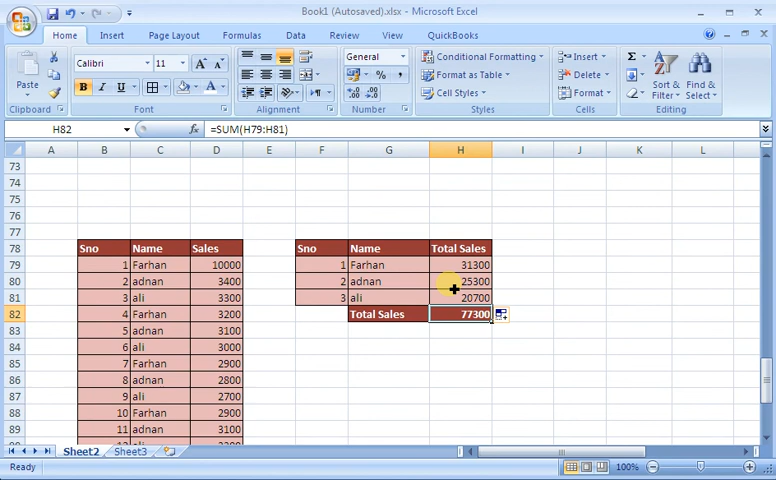 Book1 (Autosaved).xlsx - Microsoft Excel
Home Insert Page Layout Formulas Data Review View QuickBooks
Paste
Clipboard
Calibri 11
B I U
Font
Alignment
General
% ,
Number
Conditional Formatting
Format as Table
Cell Styles
Styles
Insert
Delete
Format
Cells
Σ
Sort & Filter
Find & Select
Editing
H82 fx =SUM(H79:H81)
A B C D E F G H I J K L
73
74
75
76
77
78 Sno Name Sales Sno Name Total Sales
79 1 Farhan 10000 1 Farhan 31300
80 2 adnan 3400 2 adnan 25300
81 3 ali 3300 3 ali 20700
82 4 Farhan 3200 Total Sales 77300
83 5 adnan 3100
84 6 ali 3000
85 7 Farhan 2900
86 8 adnan 2800
87 9 ali 2700
88 10 Farhan 2900
89 11 adnan 3100
Sheet2 Sheet3
Ready 100%